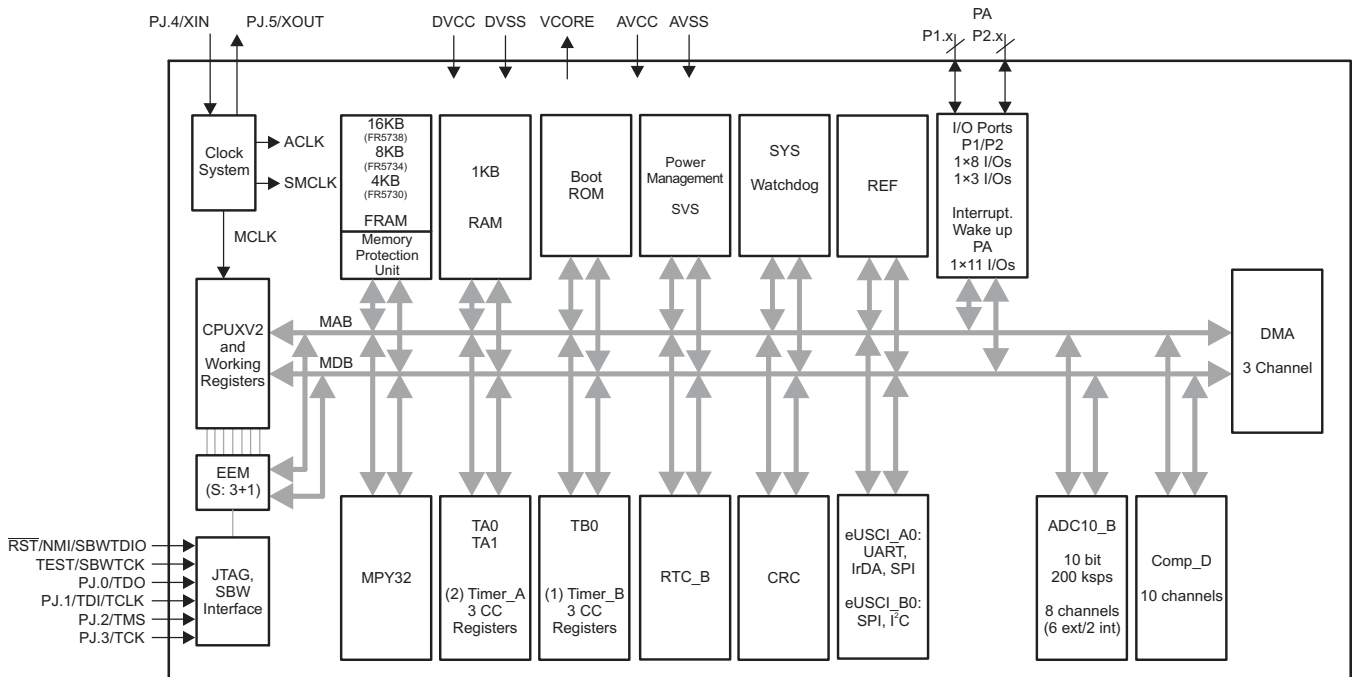 PJ.4/XIN
PJ.5/XOUT
DVCC
DVSS
VCORE
AVCC
AVSS
PA
P1.x
P2.x
Clock
System
ACLK
SMCLK
MCLK
16KB
(FR5738)
8KB
(FR5734)
4KB
(FR5730)
FRAM
Memory
Protection
Unit
1KB
RAM
Boot
ROM
Power
Management
SVS
SYS
Watchdog
REF
I/O Ports
P1/P2
1×8 I/Os
1×3 I/Os
Interrupt.
Wake up
PA
1×11 I/Os
CPUXV2
and
Working
Registers
MAB
MDB
DMA
3 Channel
EEM
(S: 3+1)
RST/NMI/SBWTDIO
TEST/SBWTCK
PJ.0/TDO
PJ.1/TDI/TCLK
PJ.2/TMS
PJ.3/TCK
JTAG,
SBW
Interface
MPY32
TA0
TA1
(2) Timer_A
3 CC
Registers
TB0
(1) Timer_B
3 CC
Registers
RTC_B
CRC
eUSCI_A0:
UART,
IrDA, SPI
eUSCI_B0:
SPI, I²C
ADC10_B
10 bit
200 ksps
8 channels
(6 ext/2 int)
Comp_D
10 channels